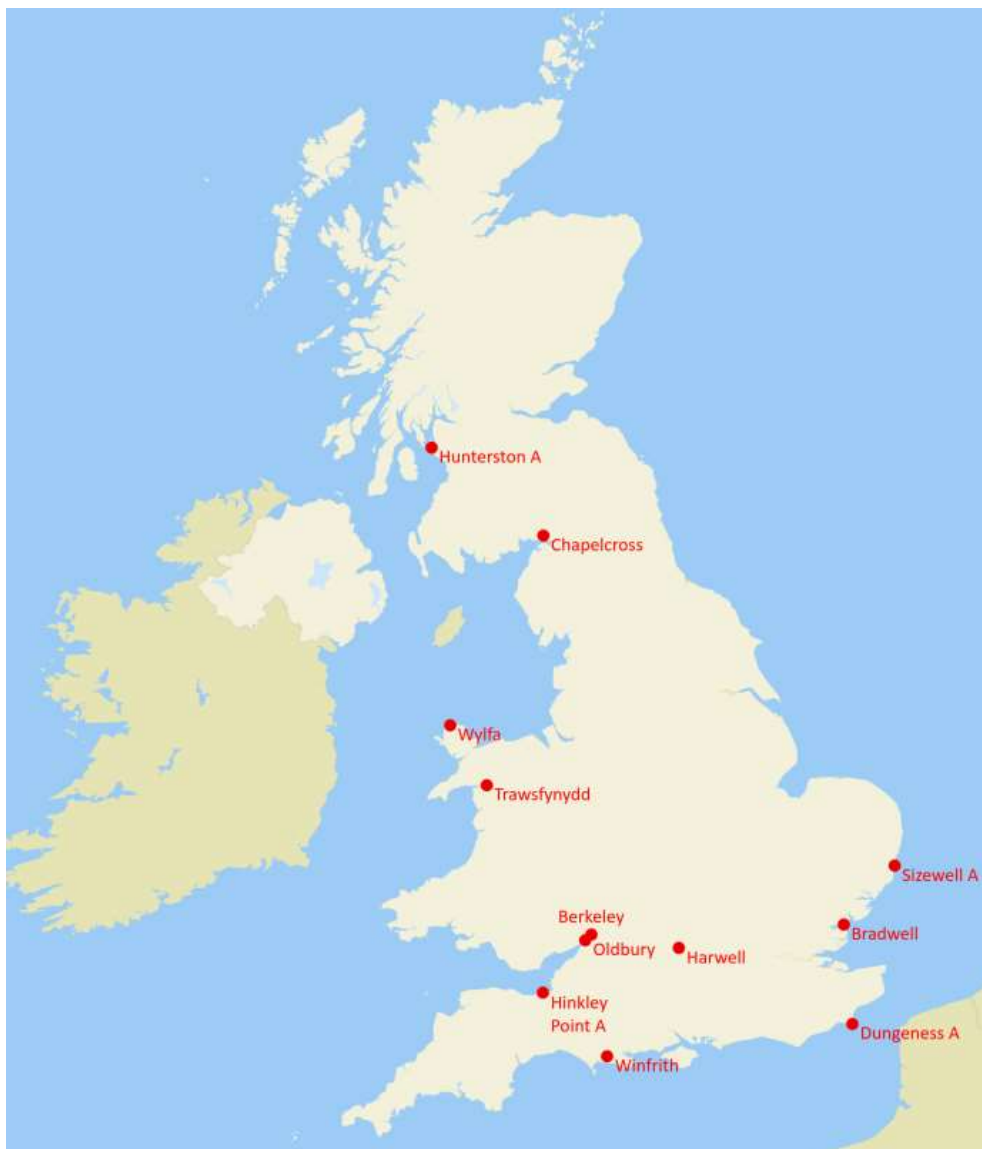 Hunterston A
Chapelcross
Wylfa
Trawsfynydd
Sizewell A
Berkeley
Bradwell
Oldbury
Harwell
Hinkley
Point A
Dungeness A
Winfrith